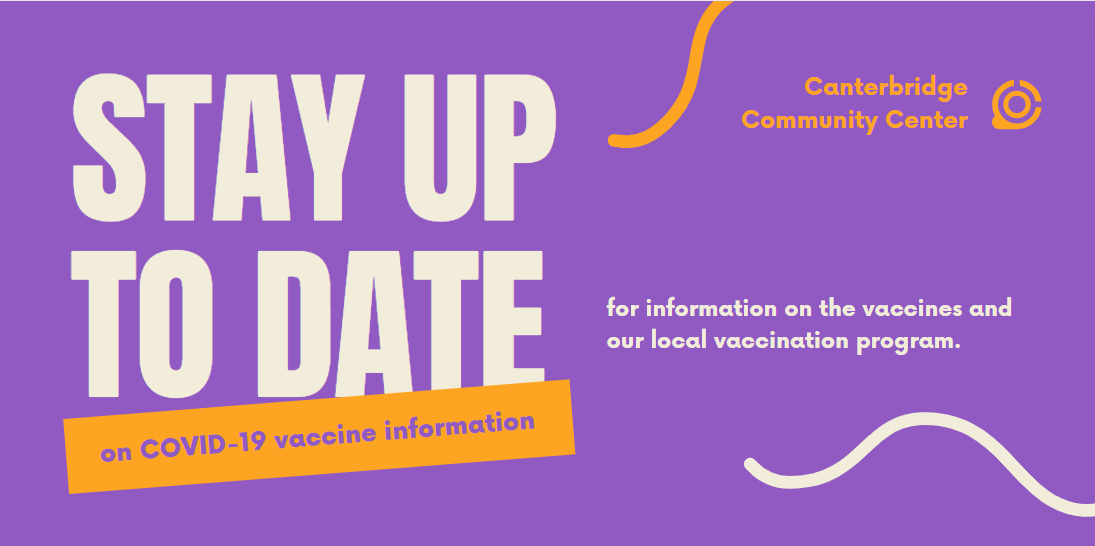 STAY UP
TO DATE
on COVID-19 vaccine information
Canterbridge
Community Center
for information on the vaccines and
our local vaccination program.